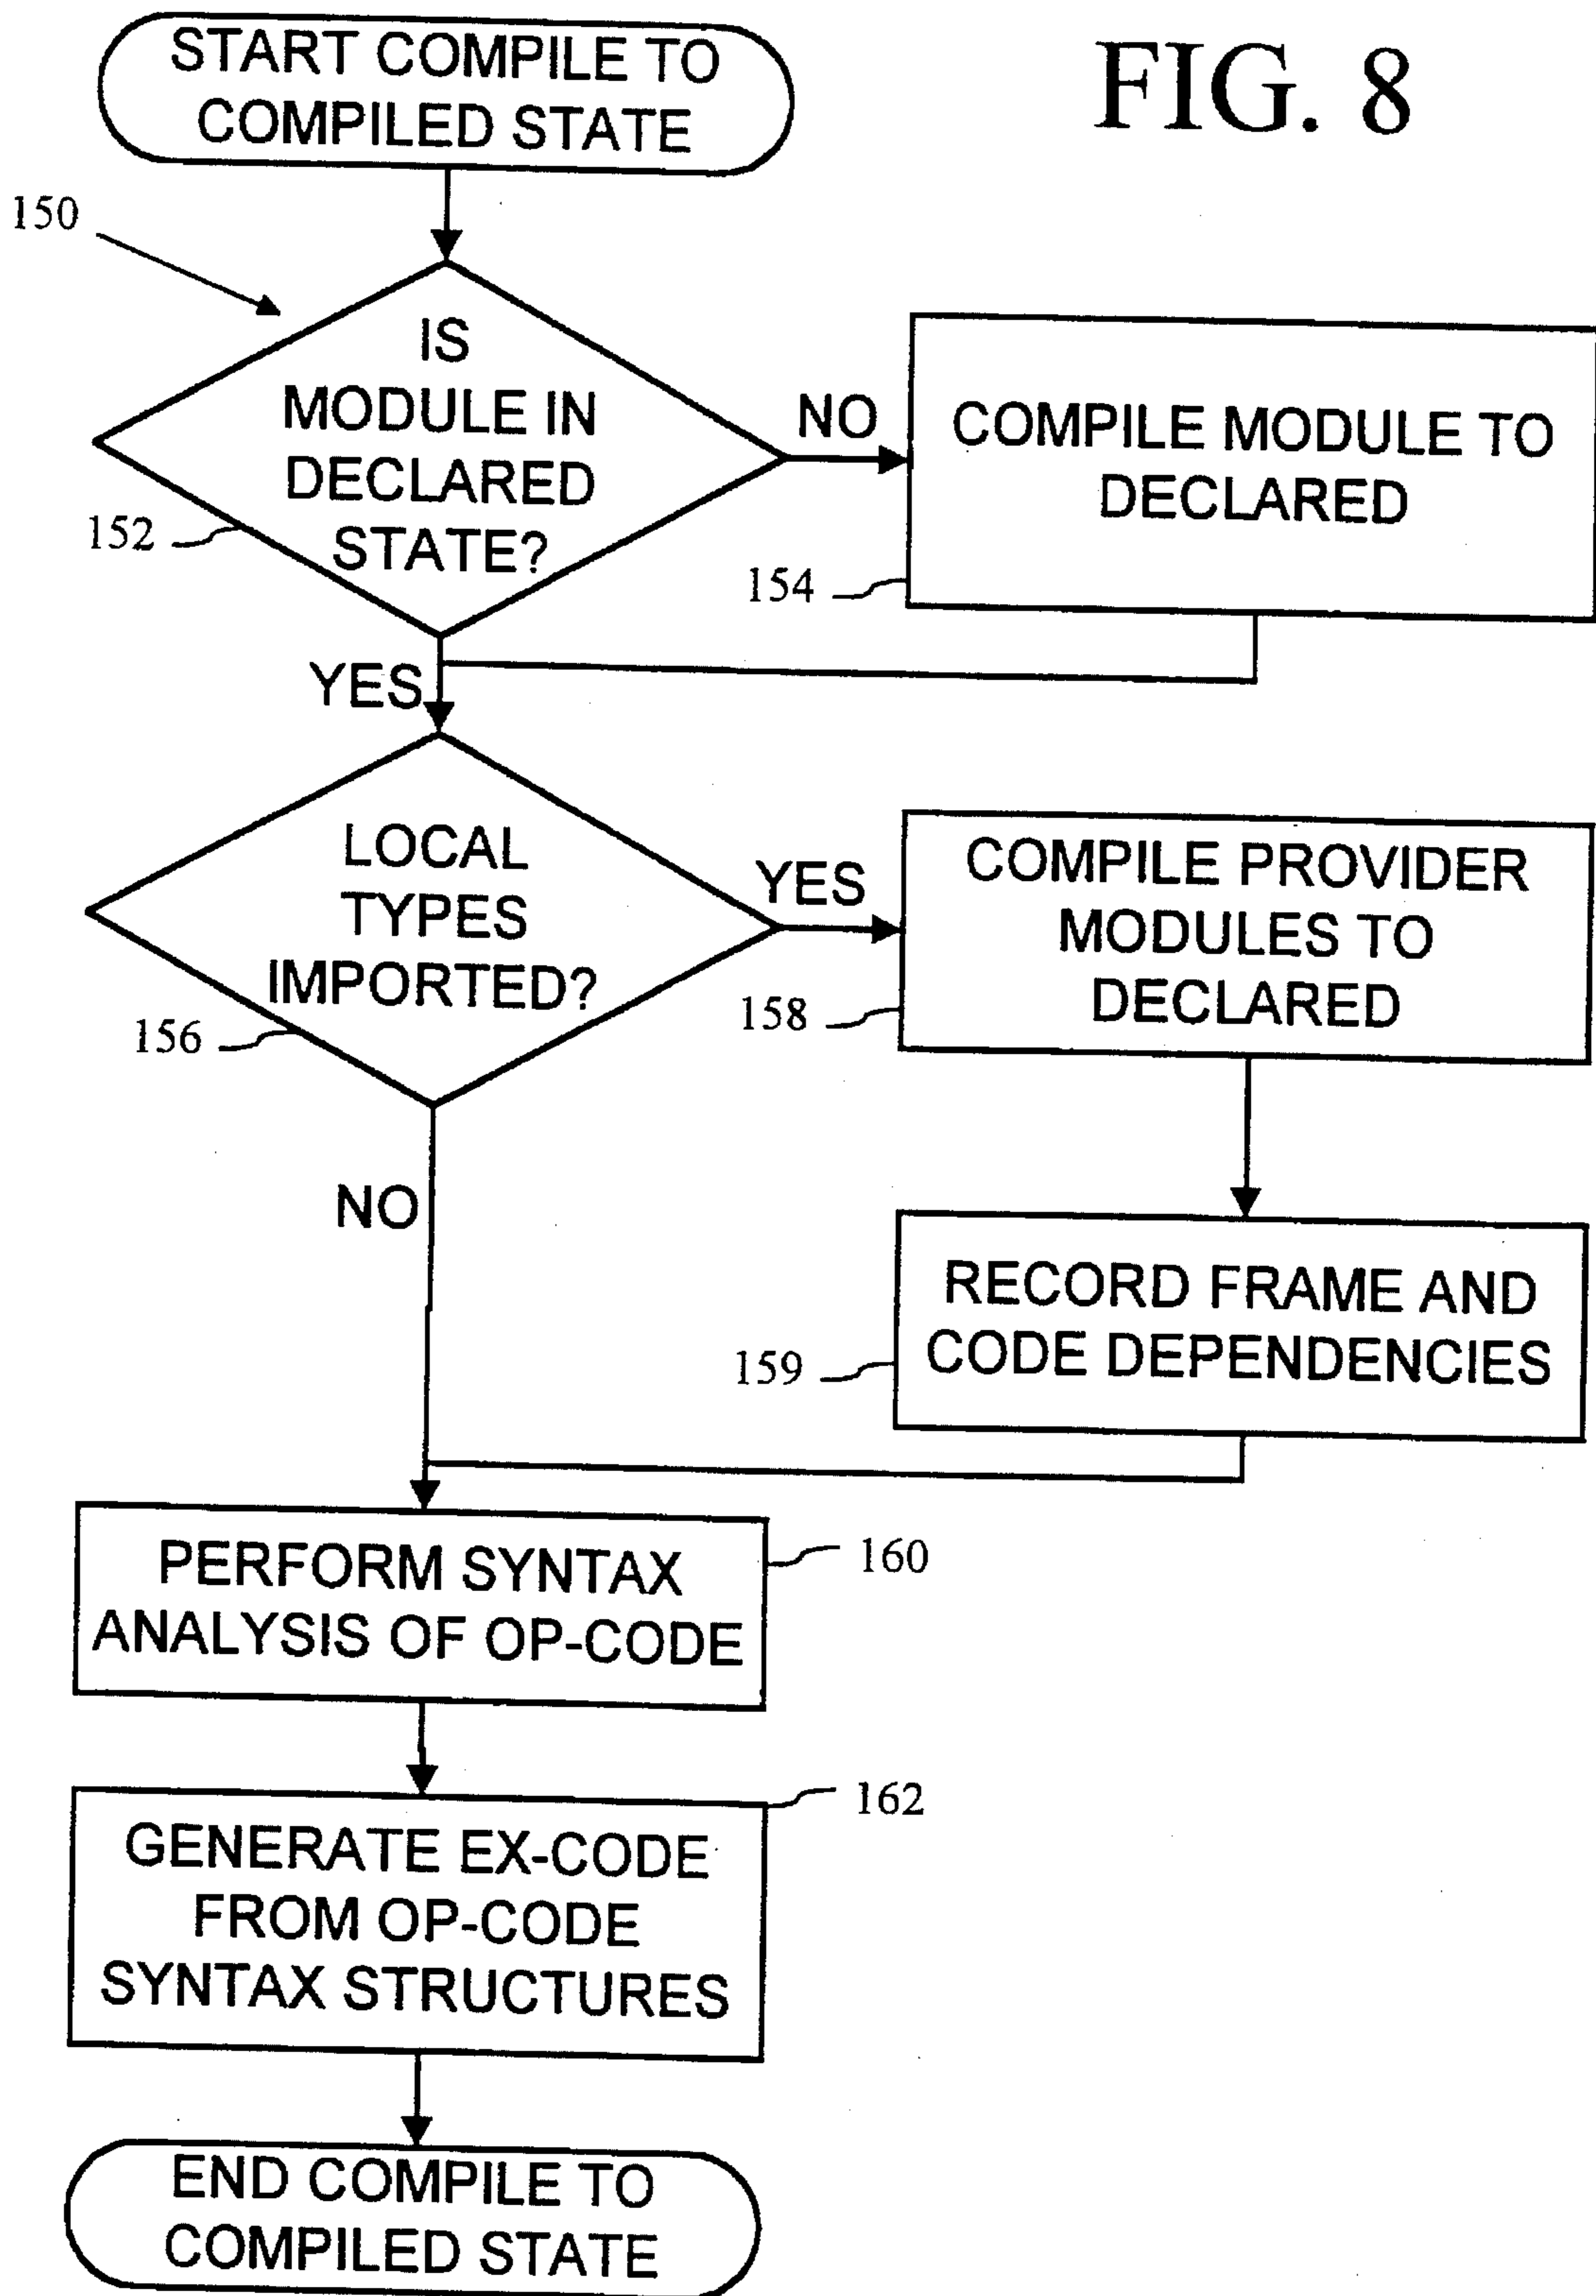 FIG. 8
START COMPILE TO
COMPILED STATE
150
IS
MODULE IN
DECLARED
STATE?
152
NO
COMPILE MODULE TO
DECLARED
154
YES
LOCAL
TYPES
IMPORTED?
156
YES
COMPILE PROVIDER
MODULES TO
DECLARED
158
NO
RECORD FRAME AND
CODE DEPENDENCIES
159
PERFORM SYNTAX
ANALYSIS OF OP-CODE
160
GENERATE EX-CODE
FROM OP-CODE
SYNTAX STRUCTURES
162
END COMPILE TO
COMPILED STATE